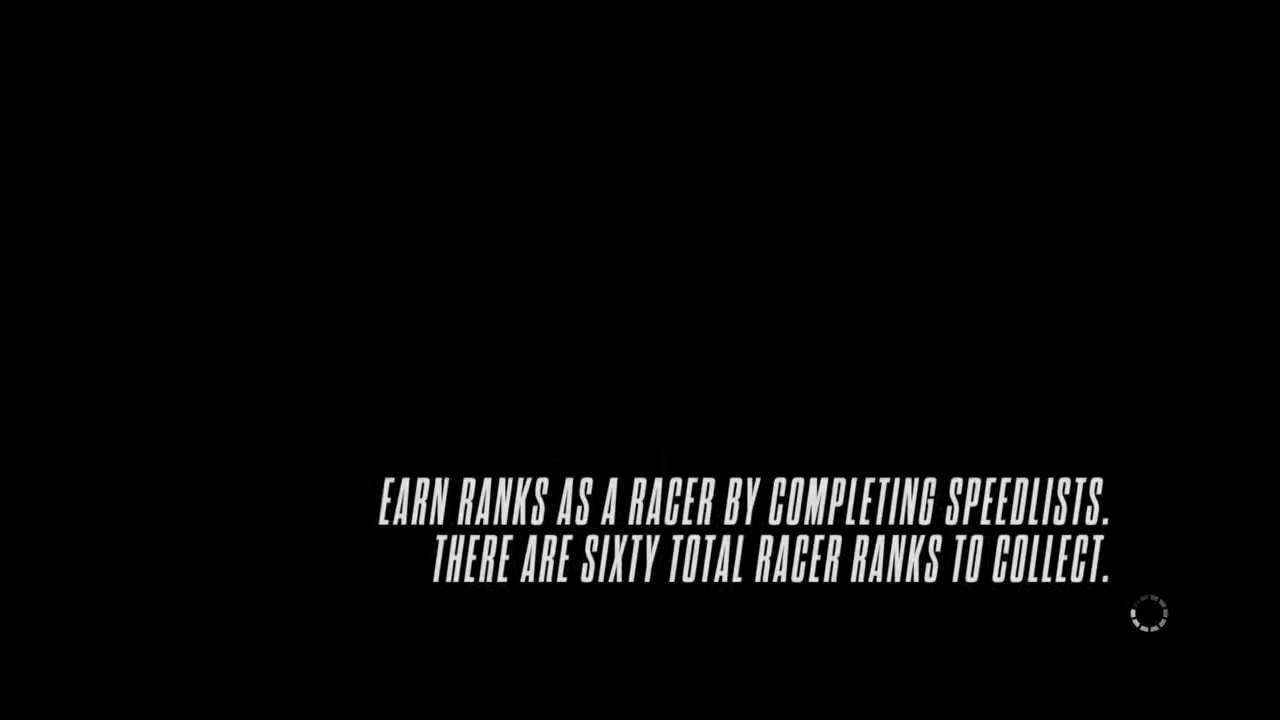 EARN RANKS AS A RACER BY COMPLETING SPEEDLISTS.
THERE ARE SIXTY TOTAL RACER RANKS TO COLLECT.